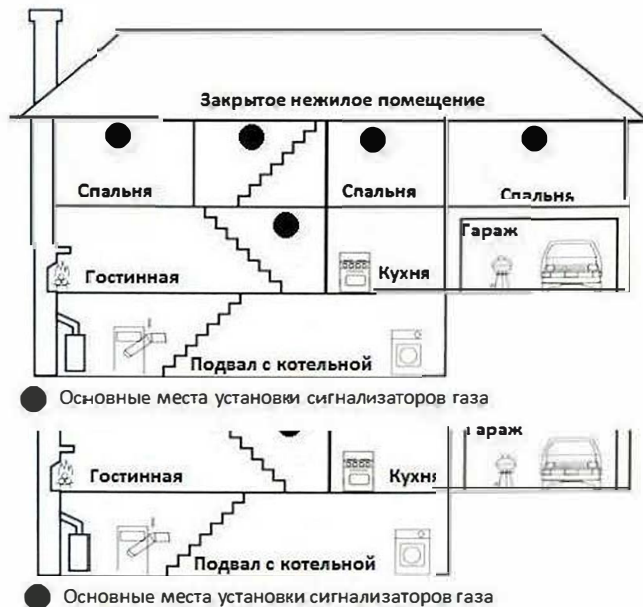 Закрытое нежилое помещение
Спальня
Спальня
Спальня
Гараж
Гостинная
Кухня
Подвал с котельной
Основные места установки сигнализаторов газа
Гараж
Гостинная
Кухня
Подвал с котельной
Основные места установки сигнализаторов газа